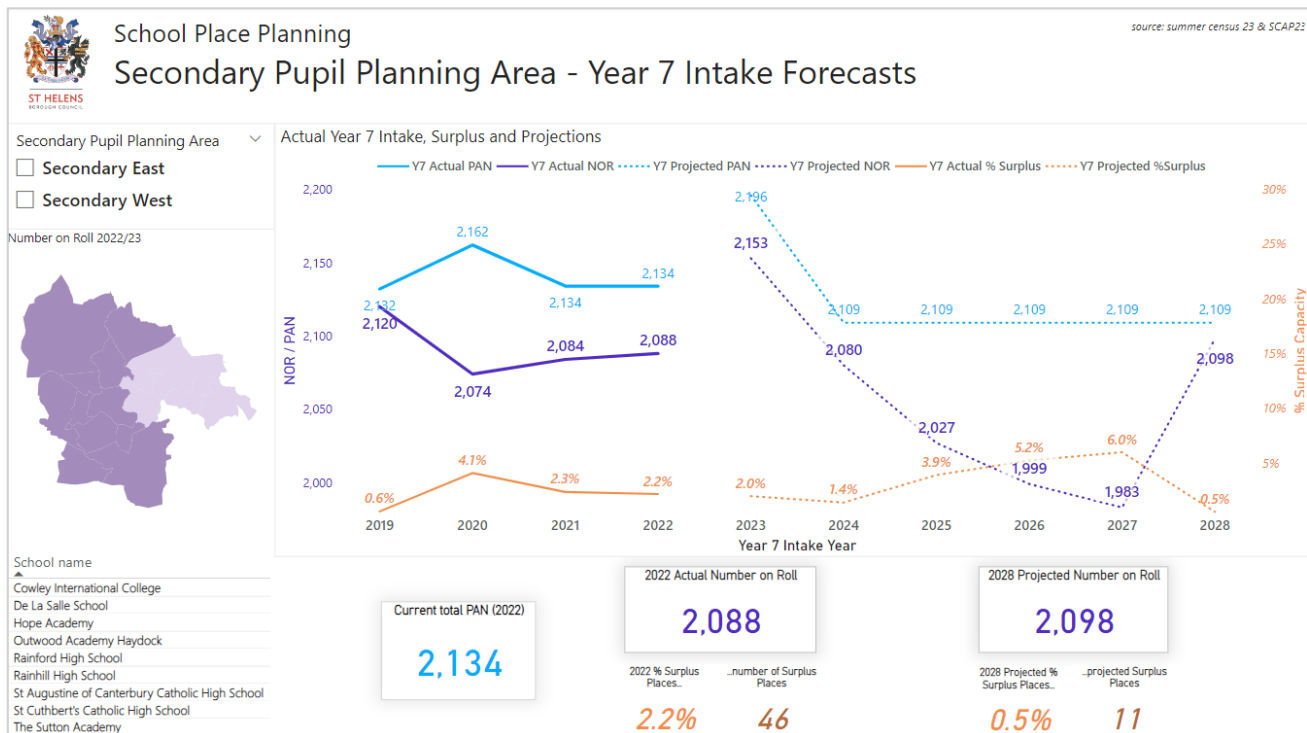 School Place Planning
source: summer census 23 & SCAP23
Secondary Pupil Planning Area - Year 7 Intake Forecasts
ST HELENS
BOROUGH COUNCIL
Secondary Pupil Planning Area
Secondary East
Secondary West
Number on Roll 2022/23
School name
Cowley International College
De La Salle School
Hope Academy
Outwood Academy Haydock
Rainford High School
Rainhill High School
St Augustine of Canterbury Catholic High School
St Cuthbert's Catholic High School
The Sutton Academy
Actual Year 7 Intake, Surplus and Projections
Y7 Actual PAN Y7 Actual NOR Y7 Projected PAN Y7 Projected NOR Y7 Actual % Surplus Y7 Projected %Surplus
NOR / PAN
2,200
2,150
2,100
2,050
2,000
2,132 2,162 2,134 2,134 2,196 2,109 2,109 2,109 2,109 2,109
2,120 2,074 2,084 2,088 2,153 2,080 2,027 1,999 1,983 2,098
0.6% 4.1% 2.3% 2.2% 2.0% 1.4% 3.9% 5.2% 6.0% 0.5%
30%
25%
20%
15%
10%
5%
% Surplus Capacity
2019 2020 2021 2022 2023 2024 2025 2026 2027 2028
Year 7 Intake Year
Current total PAN (2022)
2,134
2022 Actual Number on Roll
2,088
2022 % Surplus
Places...
2.2%
...number of Surplus
Places
46
2028 Projected Number on Roll
2,098
2028 Projected %
Surplus Places...
0.5%
...projected Surplus
Places
11